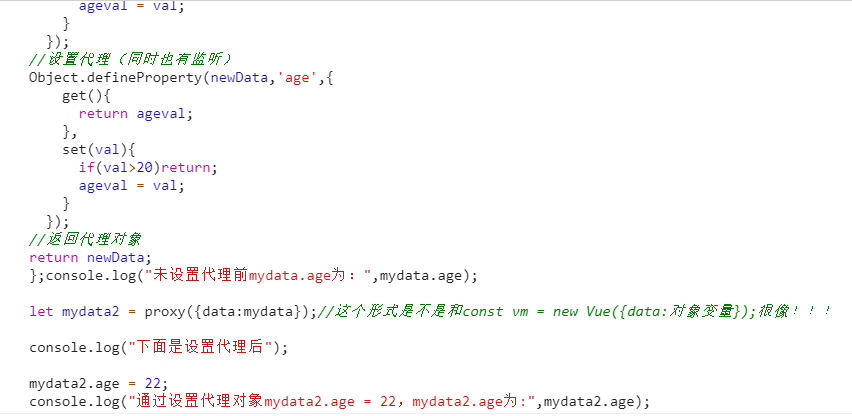 ageval = val;
}
});
//设置代理（同时也有监听）
Object.defineProperty(newData,'age',{
get(){
return ageval;
},
set(val){
if(val>20)return;
ageval = val;
}
});
//返回代理对象
return newData;
};console.log("未设置代理前mydata.age为：",mydata.age);
let mydata2 = proxy({data:mydata});//这个形式是不是和const vm = new Vue({data:对象变量});很像！！！
console.log("下面是设置代理后");
mydata2.age = 22;
console.log("通过设置代理对象mydata2.age = 22，mydata2.age为:",mydata2.age);